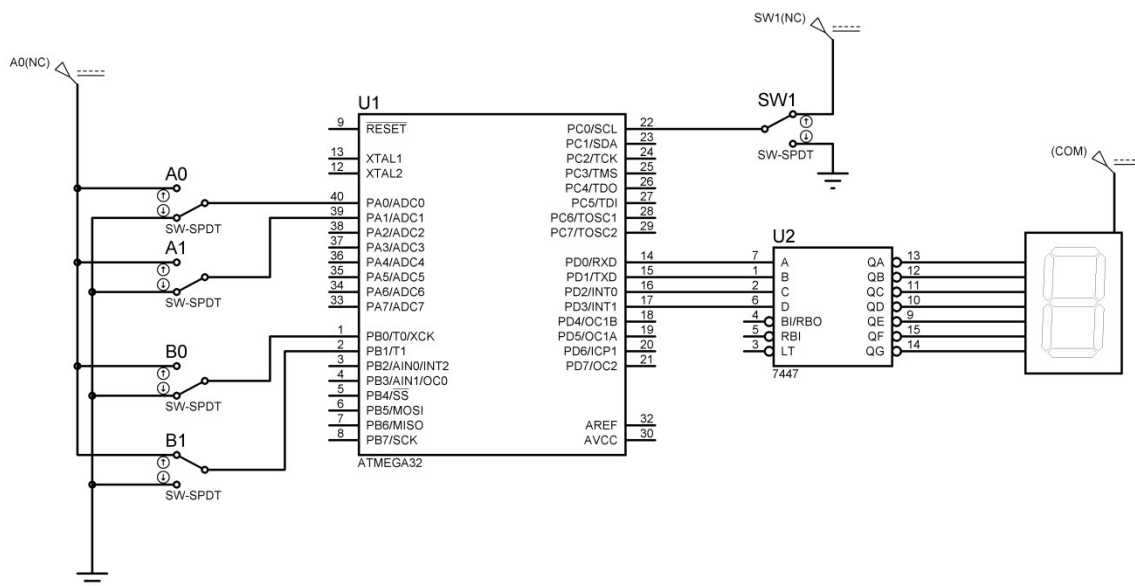 SW1(NC)
A0(NC)
U1
SW1
9 RESET PC0/SCL 22
PC1/SDA 23
13 XTAL1 PC2/TCK 24
12 XTAL2 PC3/TMS 25
SW-SPDT
(COM)
PC4/TDO 26
A0
40 PA0/ADC0 PC5/TDI 27
39 PA1/ADC1 PC6/TOSC1 28
38 PA2/ADC2 PC7/TOSC2 29
SW-SPDT
37 PA3/ADC3
U2
A1
36 PA4/ADC4 PD0/RXD 14 7 A QA 13
35 PA5/ADC5 PD1/TXD 15 1 B QB 12
34 PA6/ADC6 PD2/INT0 16 2 C QC 11
33 PA7/ADC7 PD3/INT1 17 6 D QD 10
SW-SPDT
PD4/OC1B 18 4 BI/RBO QE 9
1 PB0/T0/XCK PD5/OC1A 19 5 RBI QF 15
2 PB1/T1 PD6/ICP1 20 3 LT QG 14
B0
3 PB2/AIN0/INT2 PD7/OC2 21
7447
4 PB3/AIN1/OC0
5 PB4/SS
SW-SPDT
6 PB5/MOSI
7 PB6/MISO AREF 32
8 PB7/SCK AVCC 30
B1
ATMEGA32
SW-SPDT